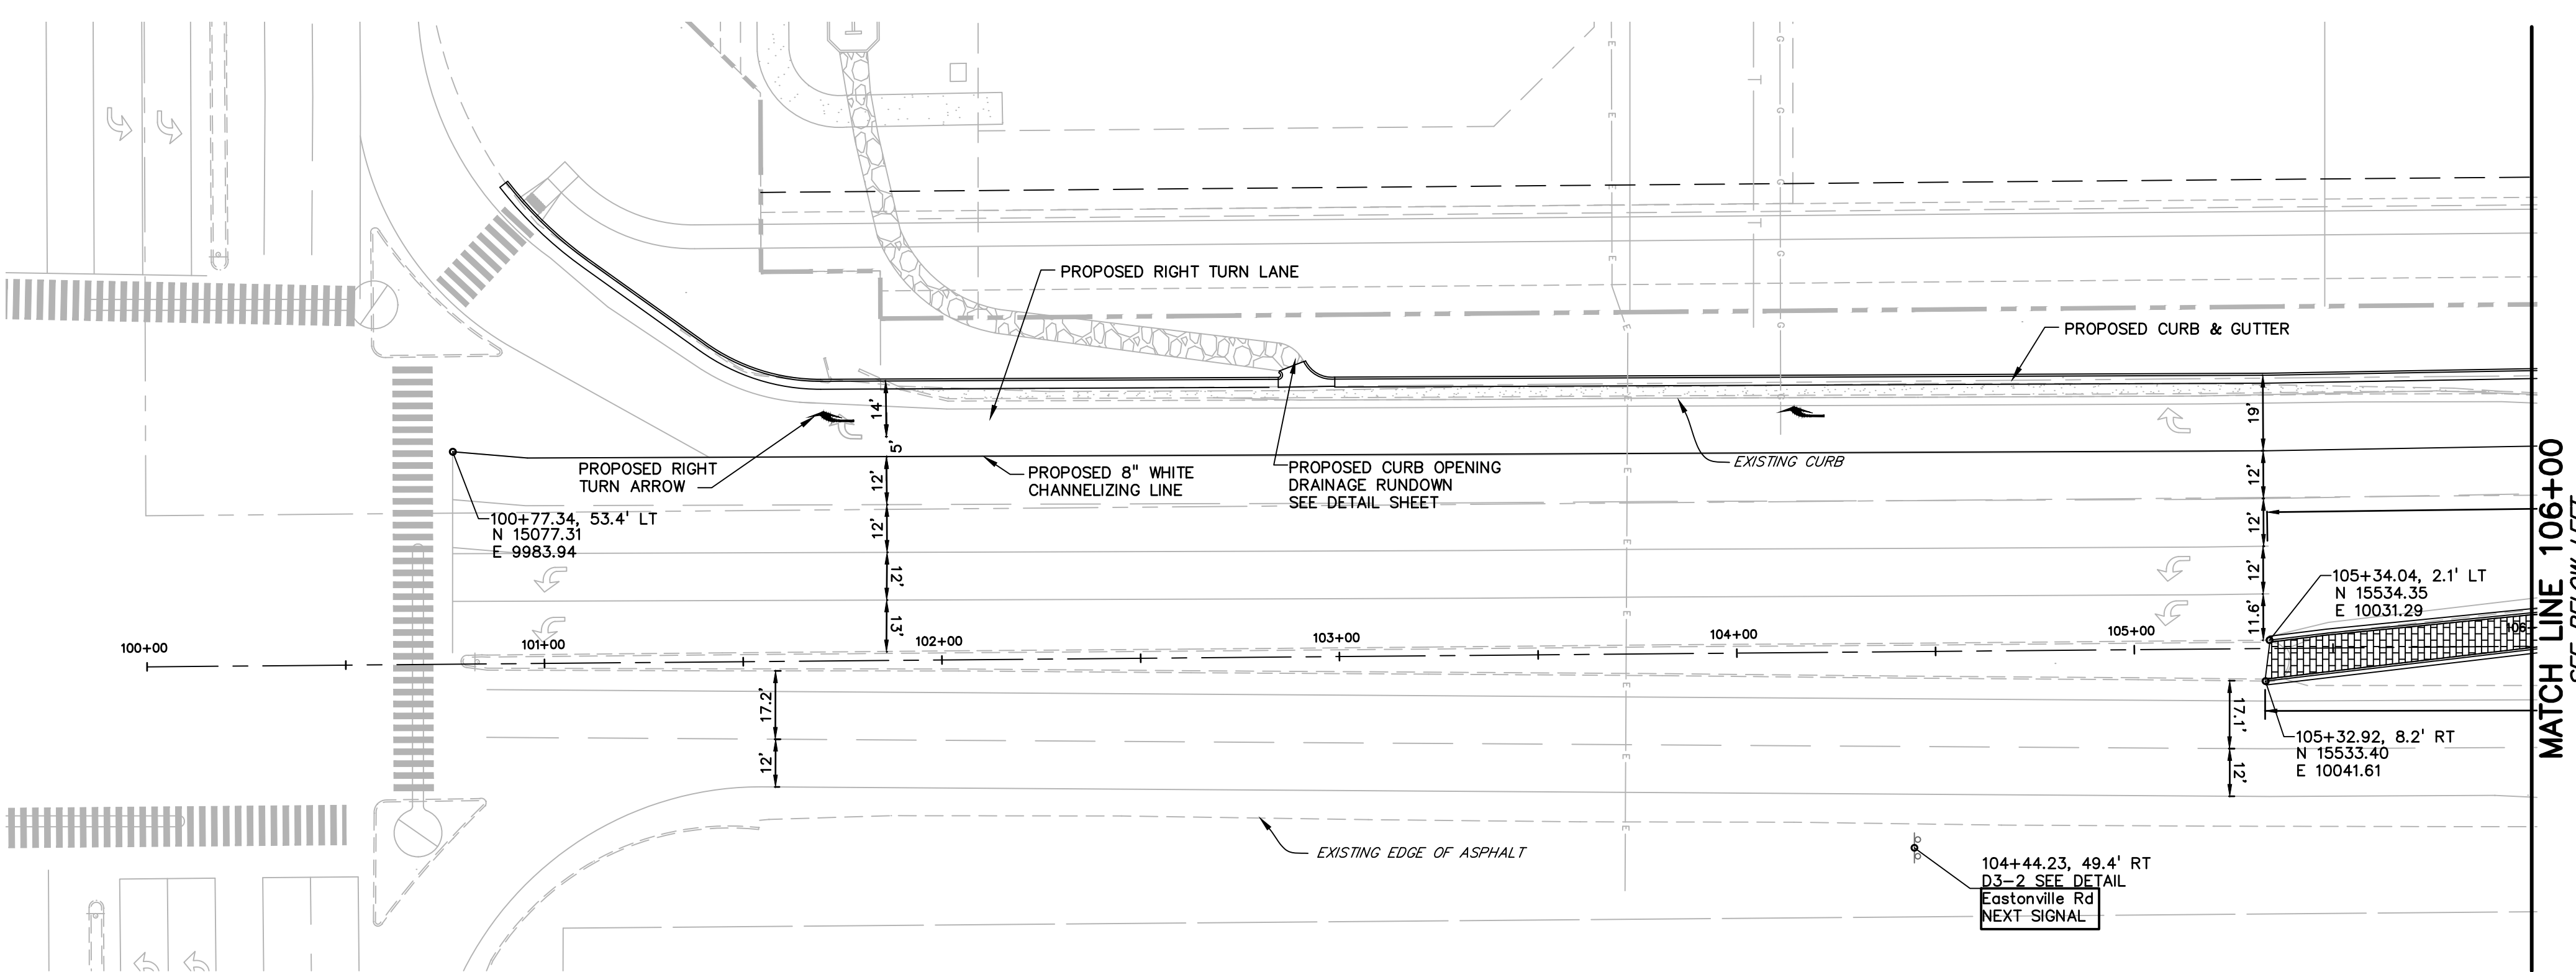 PROPOSED RIGHT TURN LANE
PROPOSED CURB & GUTTER
14'
5'
12'
12'
12'
13'
PROPOSED RIGHT
TURN ARROW
PROPOSED 8" WHITE
CHANNELIZING LINE
PROPOSED CURB OPENING
DRAINAGE RUNDOWN
SEE DETAIL SHEET
EXISTING CURB
19'
12'
12'
12'
11.6'
100+77.34, 53.4' LT
N 15077.31
E 9983.94
105+34.04, 2.1' LT
N 15534.35
E 10031.29
100+00
101+00
102+00
103+00
104+00
105+00
106+
17.2'
12'
17.1'
12'
105+32.92, 8.2' RT
N 15533.40
E 10041.61
EXISTING EDGE OF ASPHALT
104+44.23, 49.4' RT
D3-2 SEE DETAIL
Eastonville Rd
NEXT SIGNAL
MATCH LINE 106+00
SEE BELOW LEFT
E
E
E
E
E
E
E
E
E
E
E
E
G
G
G
G
G
G
T
T